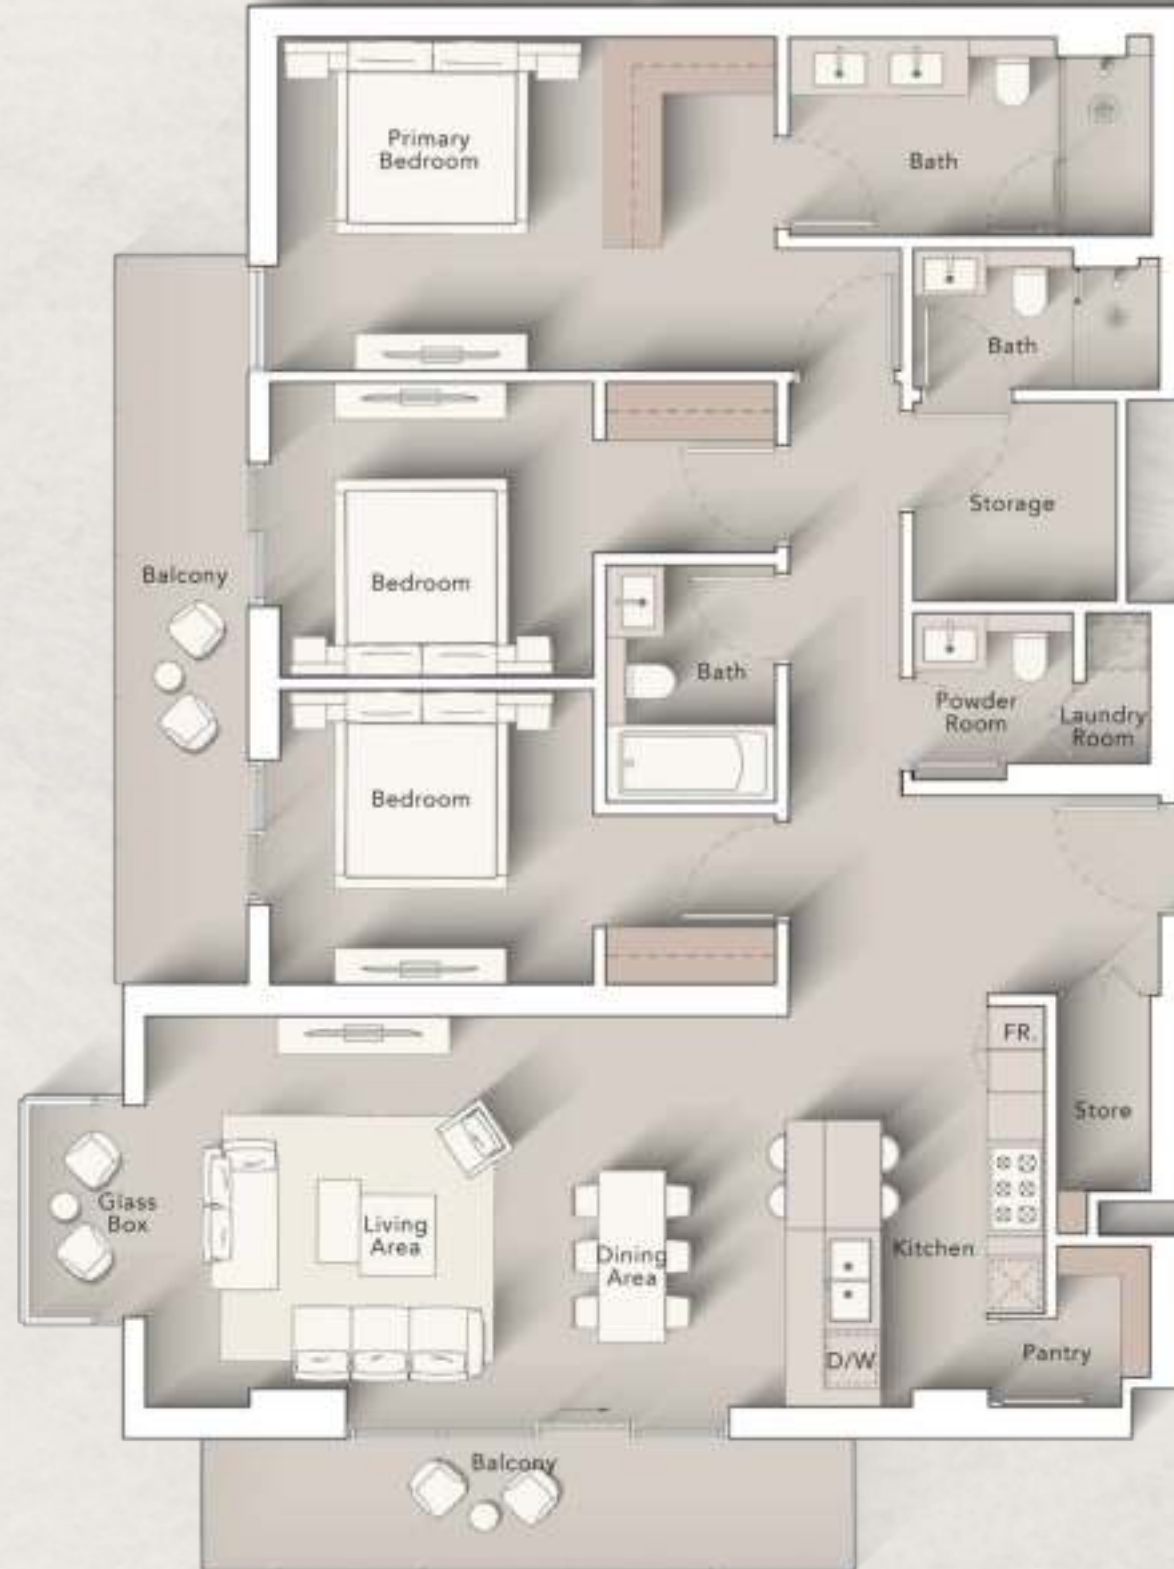 Primary
Bedroom
Bath
Bath
Storage
Balcony
Bedroom
Bath
Powder
Room
Laundry
Room
Bedroom
FR.
Store
Glass
Box
Living
Area
Dining
Area
Kitchen
D/W
Pantry
Balcony